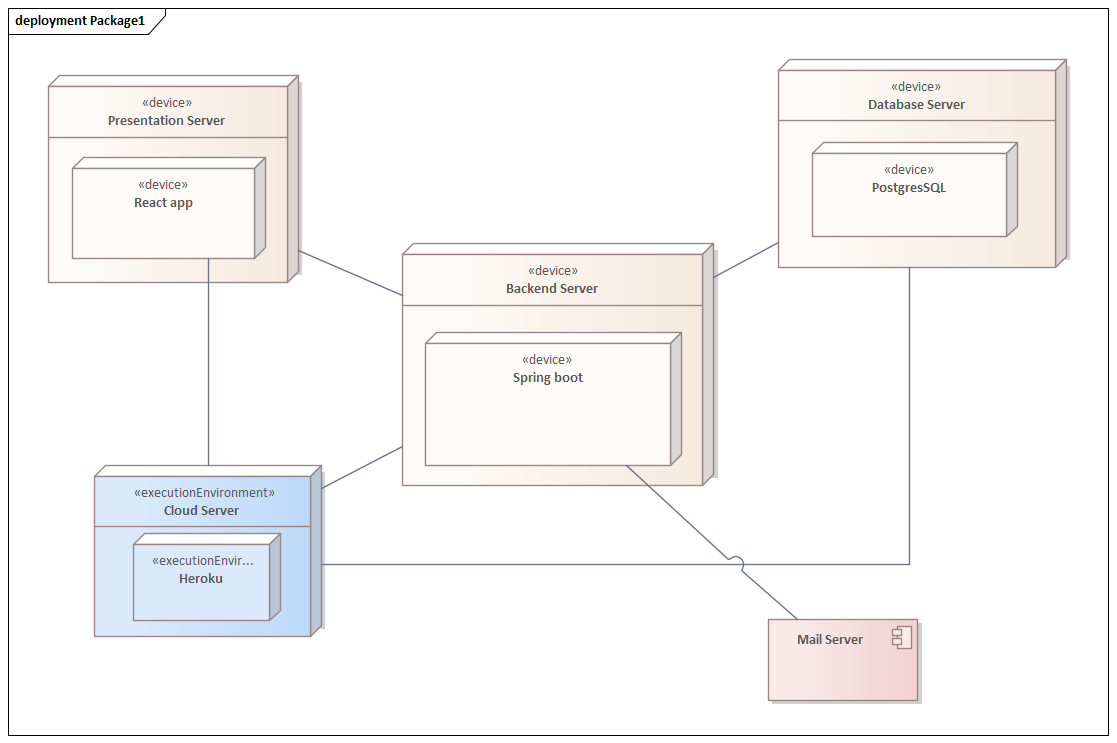 deployment Package1
«device»
Presentation Server
«device»
React app
«device»
Database Server
«device»
PostgresSQL
«device»
Backend Server
«device»
Spring boot
«executionEnvironment»
Cloud Server
«executionEnvir...
Heroku
Mail Server